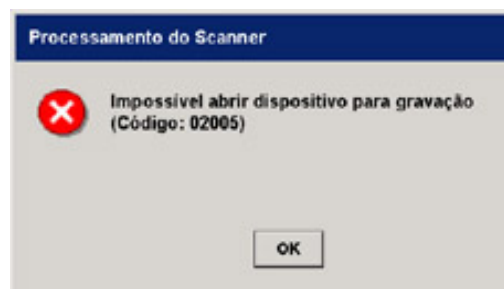 Processamento do Scanner
Impossível abrir dispositivo para gravação
(Código: 02005)
OK